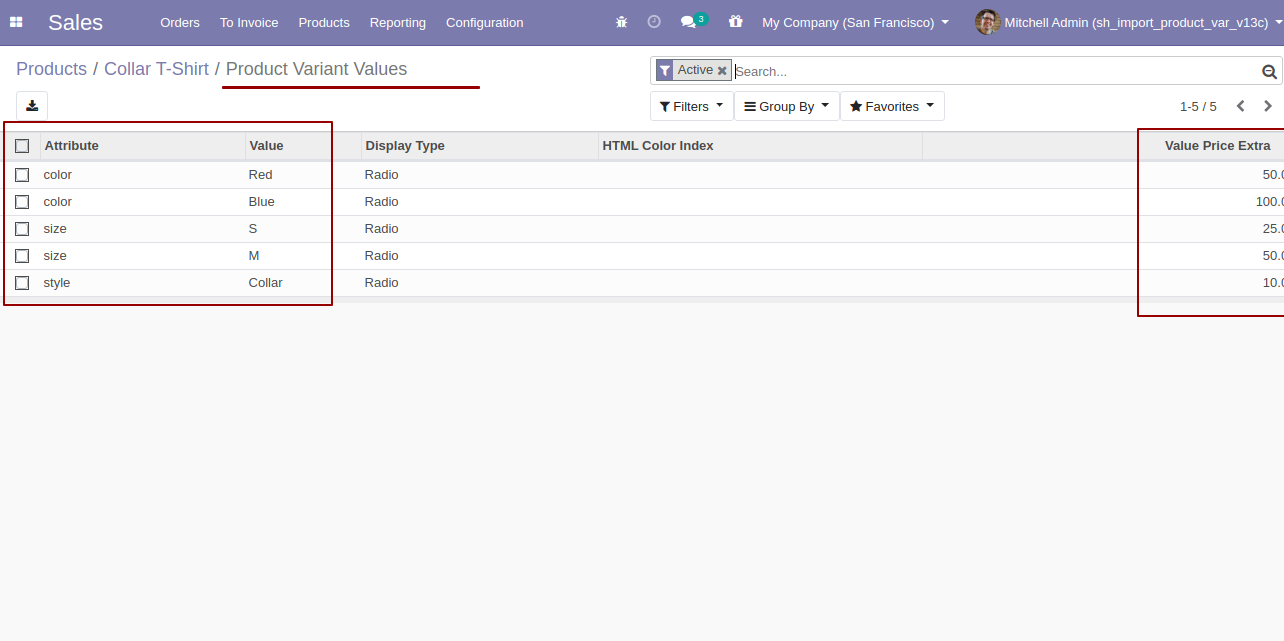 Sales Orders To Invoice Products Reporting Configuration 3 My Company (San Francisco) Mitchell Admin (sh_import_product_var_v13c)
Products / Collar T-Shirt / Product Variant Values Active Search...
Filters Group By Favorites 1-5 / 5
Attribute Value Display Type HTML Color Index Value Price Extra
color Red Radio 50.0
color Blue Radio 100.0
size S Radio 25.0
size M Radio 50.0
style Collar Radio 10.0